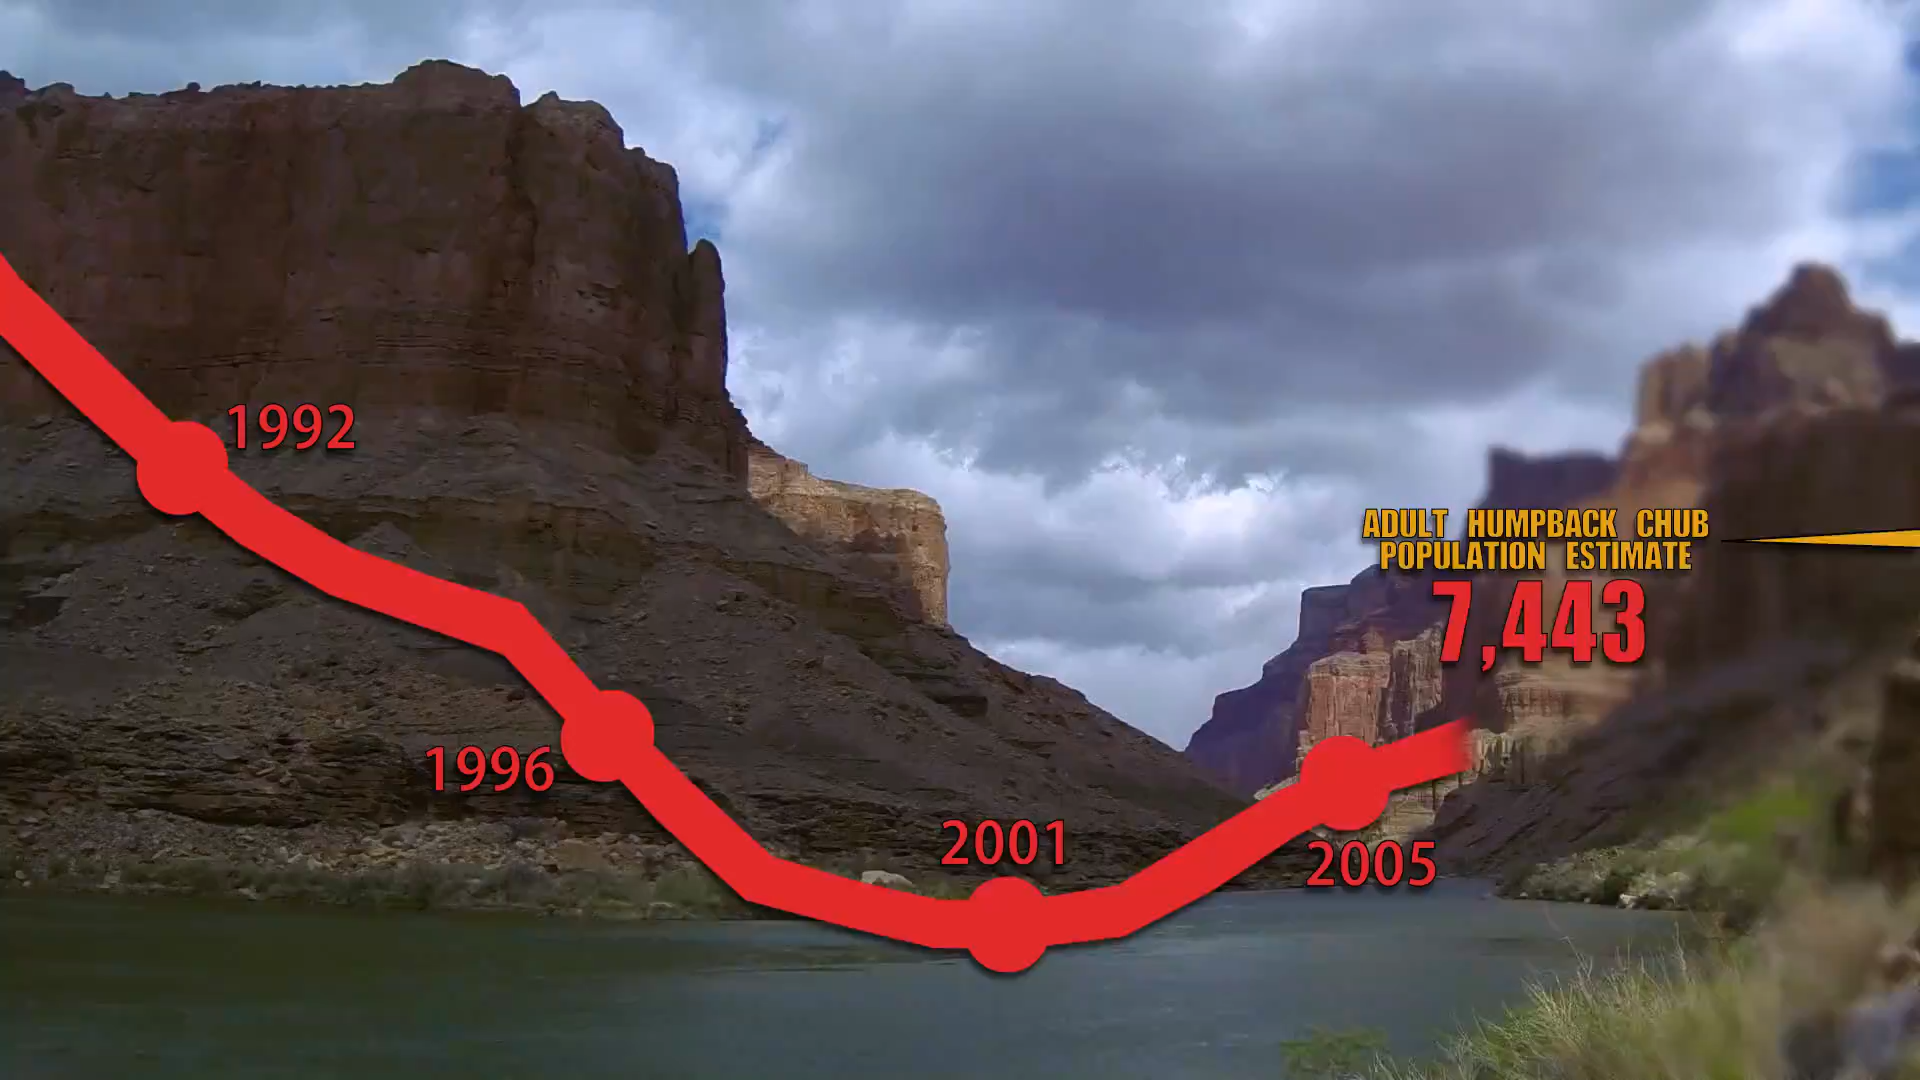 1992
ADULT HUMPBACK CHUB
POPULATION ESTIMATE
7,443
1996
2001
2005